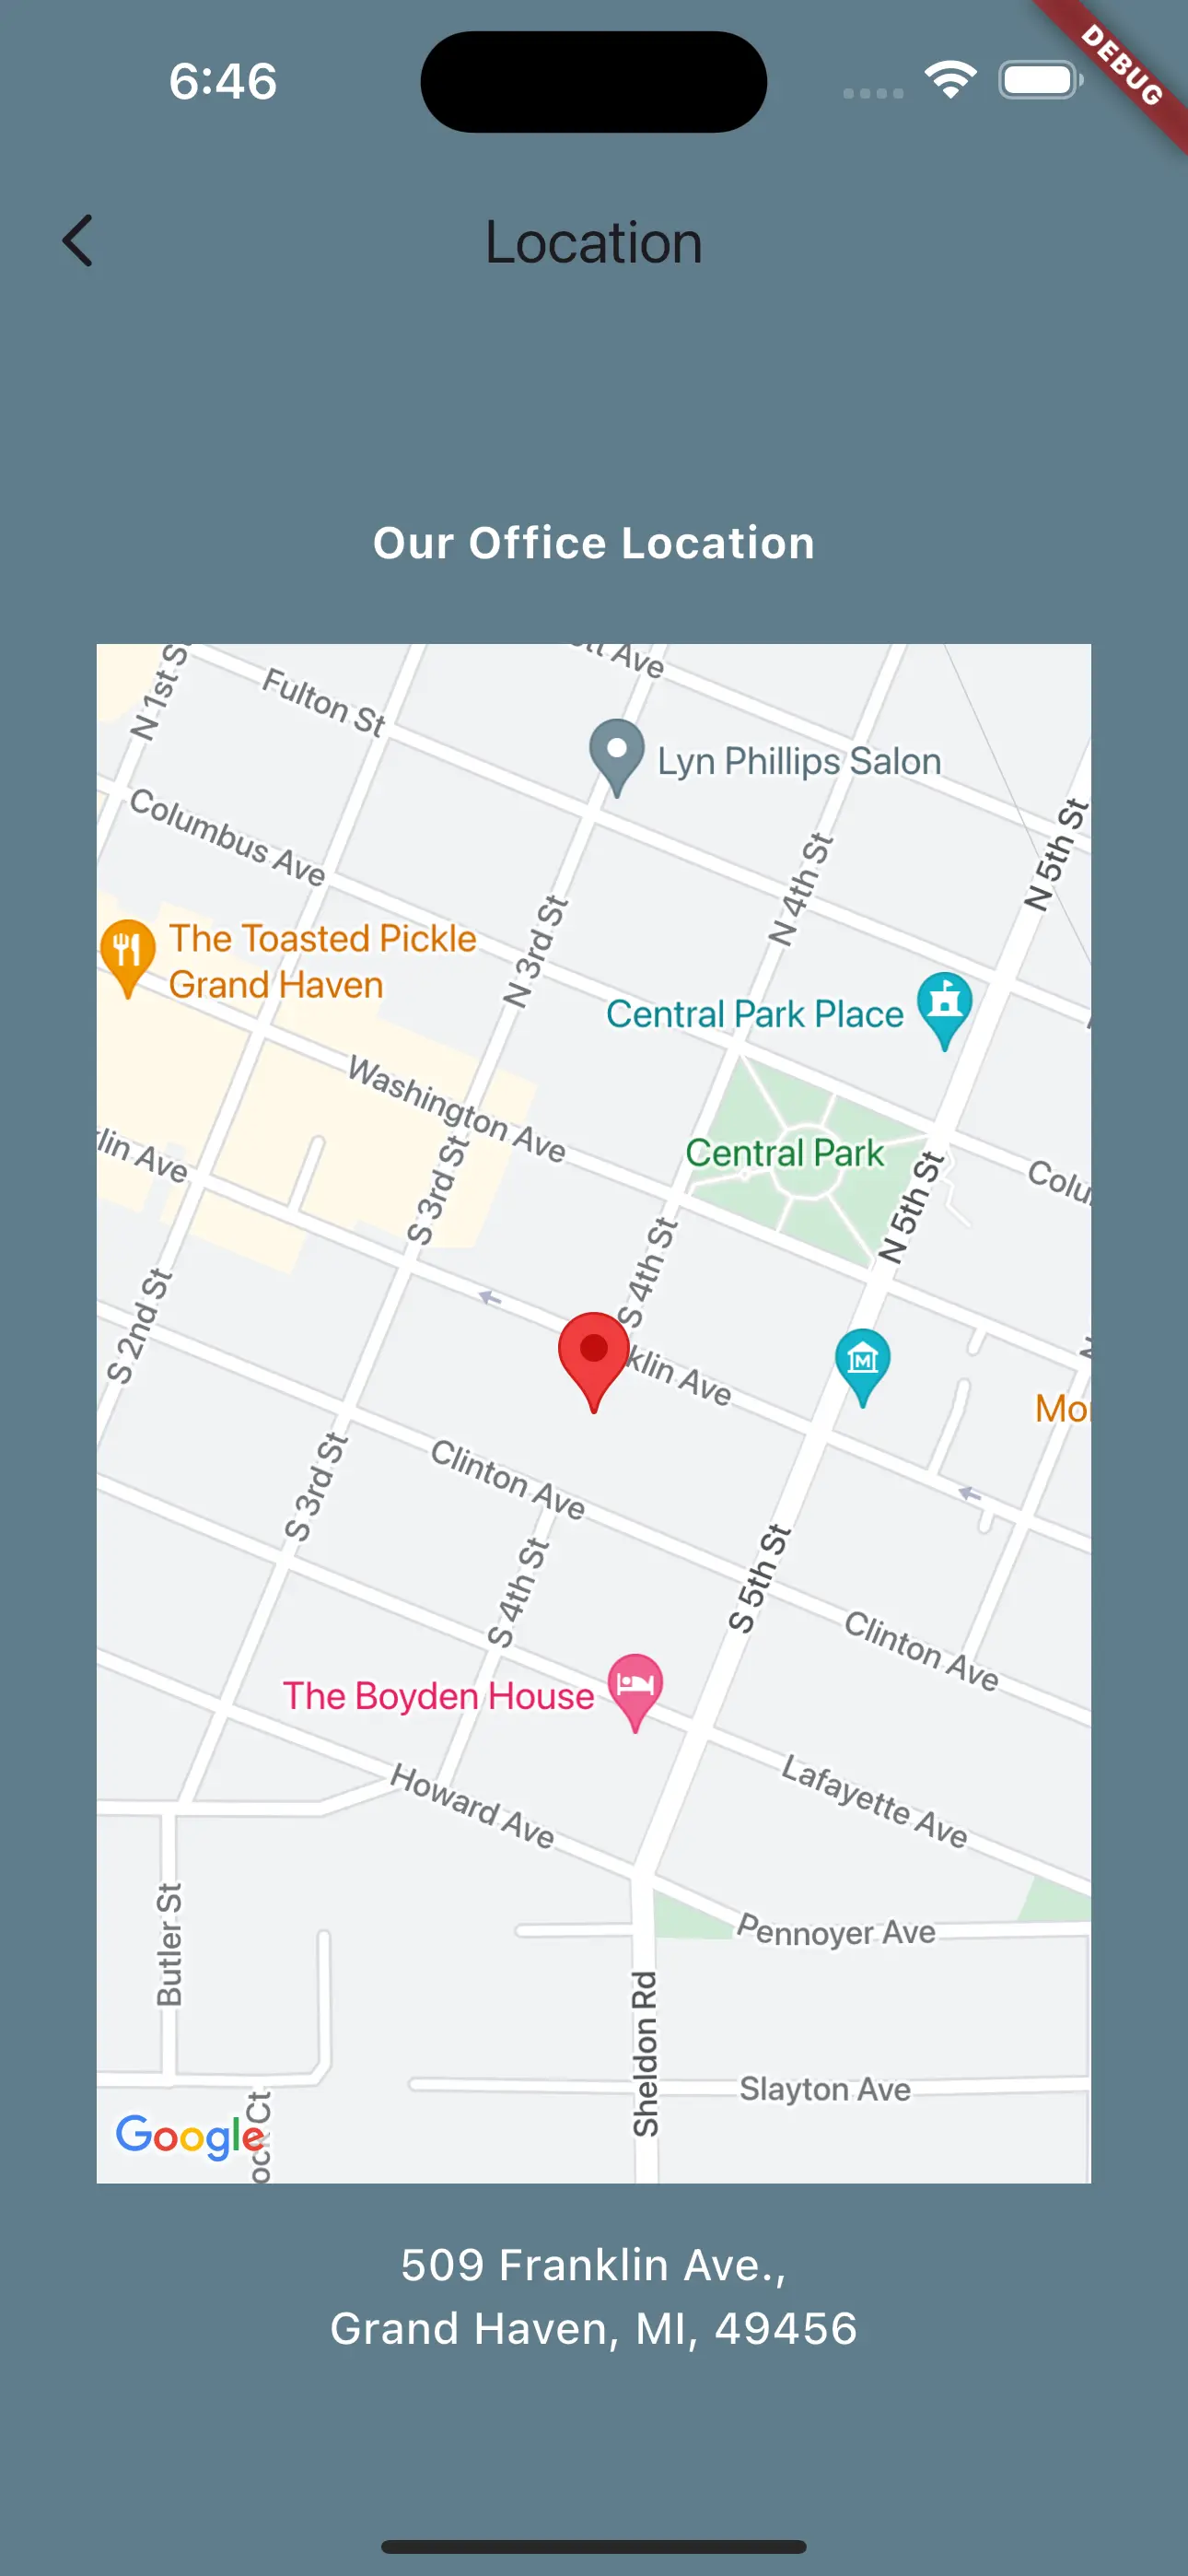 6:46
DEBUG
Location
Our Office Location
Ave
N 1st S
Fulton St
Lyn Phillips Salon
Columbus Ave
N 5th St
N 4th St
N 3rd St
The Toasted Pickle
Grand Haven
Central Park Place
Washington Ave
Central Park
lin Ave
Colu
S 3rd St
N 5th St
S 4th St
S 2nd St
klin Ave
M
Mo
Clinton Ave
S 3rd St
S 4th St
S 5th St
Clinton Ave
The Boyden House
Lafayette Ave
Howard Ave
Butler St
Pennoyer Ave
Sheldon Rd
Slayton Ave
Ct
Google
509 Franklin Ave.,
Grand Haven, MI, 49456